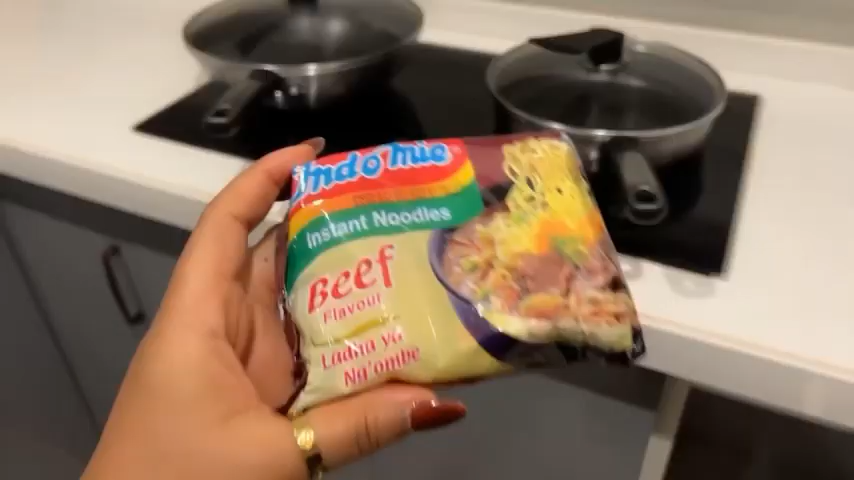 Indomie
Instant Noodles
Beef
Flavour
Ladha ya
Ng'ombe